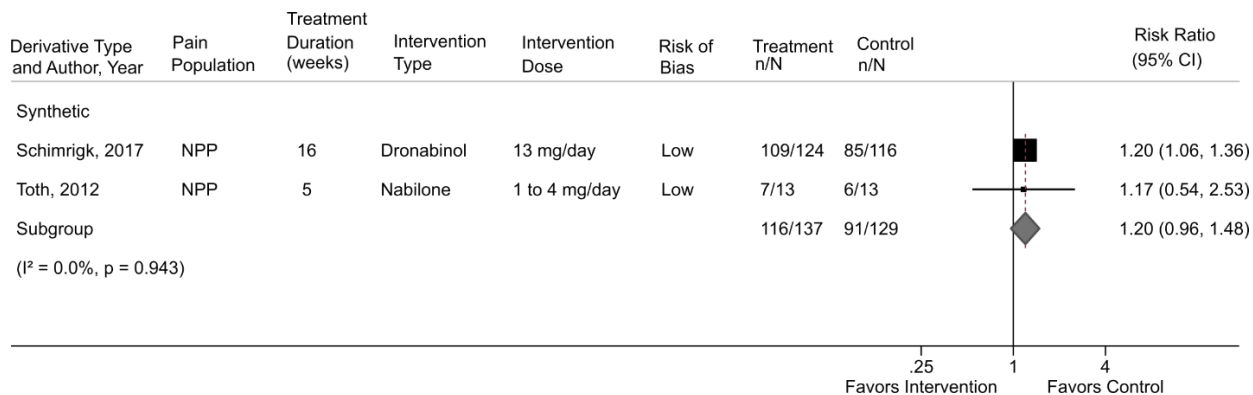 Derivative Type and Author, Year Pain Population Treatment Duration (weeks) Intervention Type Intervention Dose Risk of Bias Treatment n/N Control n/N Risk Ratio (95% CI)
Synthetic
Schimrigk, 2017 NPP 16 Dronabinol 13 mg/day Low 109/124 85/116 1.20 (1.06, 1.36)
Toth, 2012 NPP 5 Nabilone 1 to 4 mg/day Low 7/13 6/13 1.17 (0.54, 2.53)
Subgroup 116/137 91/129 1.20 (0.96, 1.48)
(I² = 0.0%, p = 0.943)
.25 1 4
Favors Intervention Favors Control